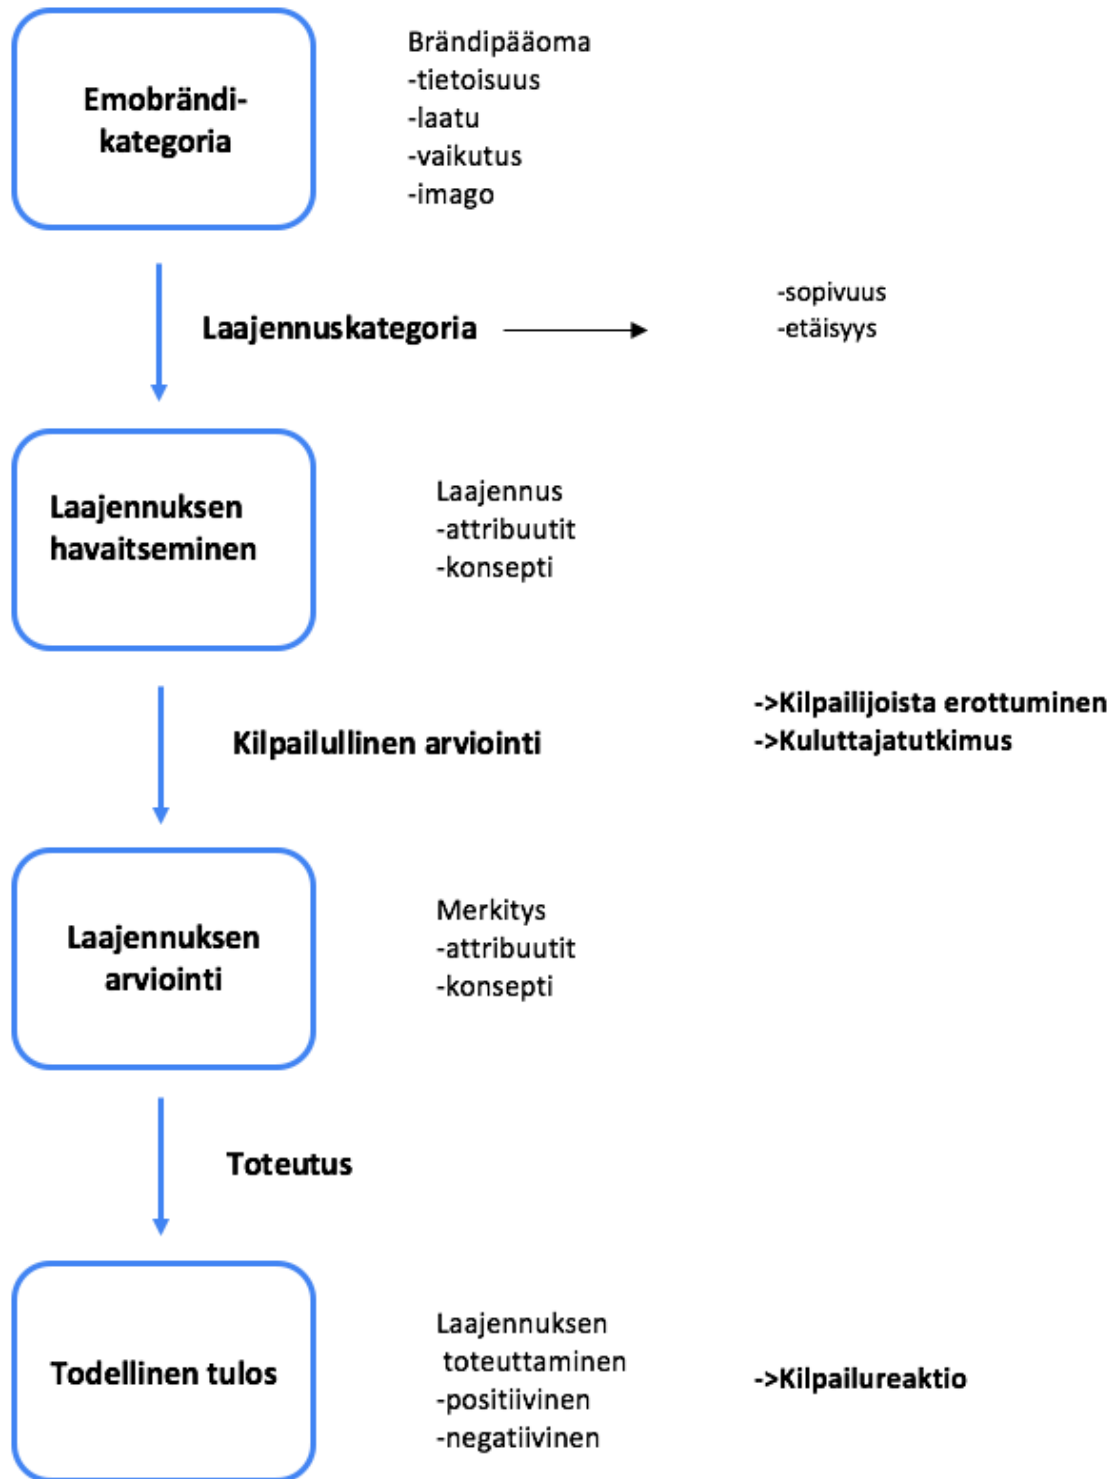 Emobrändi-
kategoria
Brändipääoma
-tietoisuus
-laatu
-vaikutus
-imago
Laajennuskategoria
-sopivuus
-etäisyys
Laajennuksen
havaitseminen
Laajennus
-attribuutit
-konsepti
Kilpailullinen arviointi
->Kilpailijoista erottuminen
->Kuluttajatutkimus
Laajennuksen
arviointi
Merkitys
-attribuutit
-konsepti
Toteutus
Todellinen tulos
Laajennuksen
toteuttaminen
-positiivinen
-negatiivinen
->Kilpailureaktio